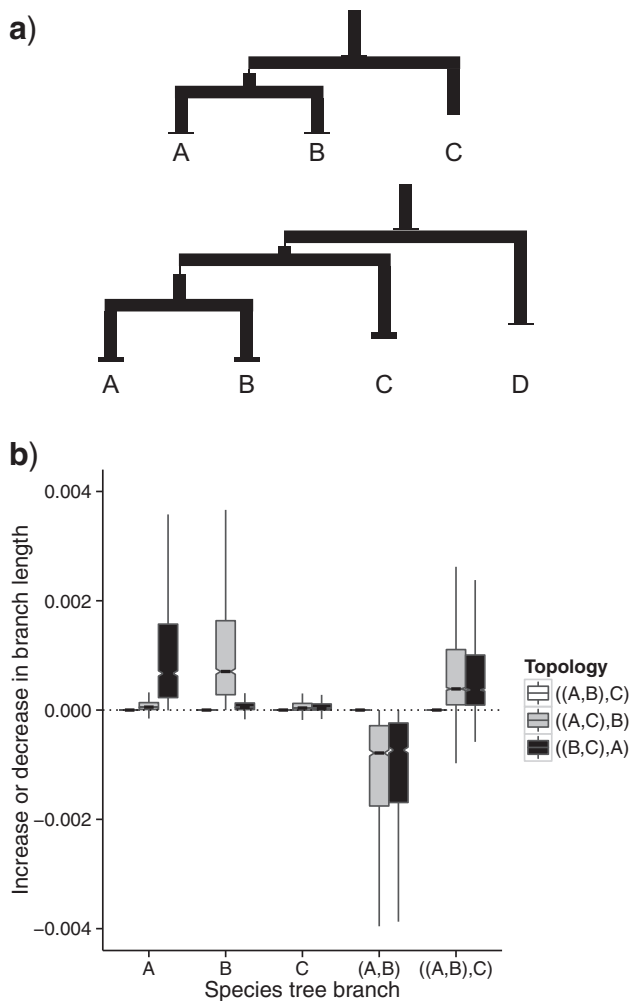 a)
A B C
A B C D
b)
Increase or decrease in branch length
0.004
0.002
0.000
−0.002
−0.004
A B C (A,B) ((A,B),C)
Species tree branch
Topology
((A,B),C)
((A,C),B)
((B,C),A)